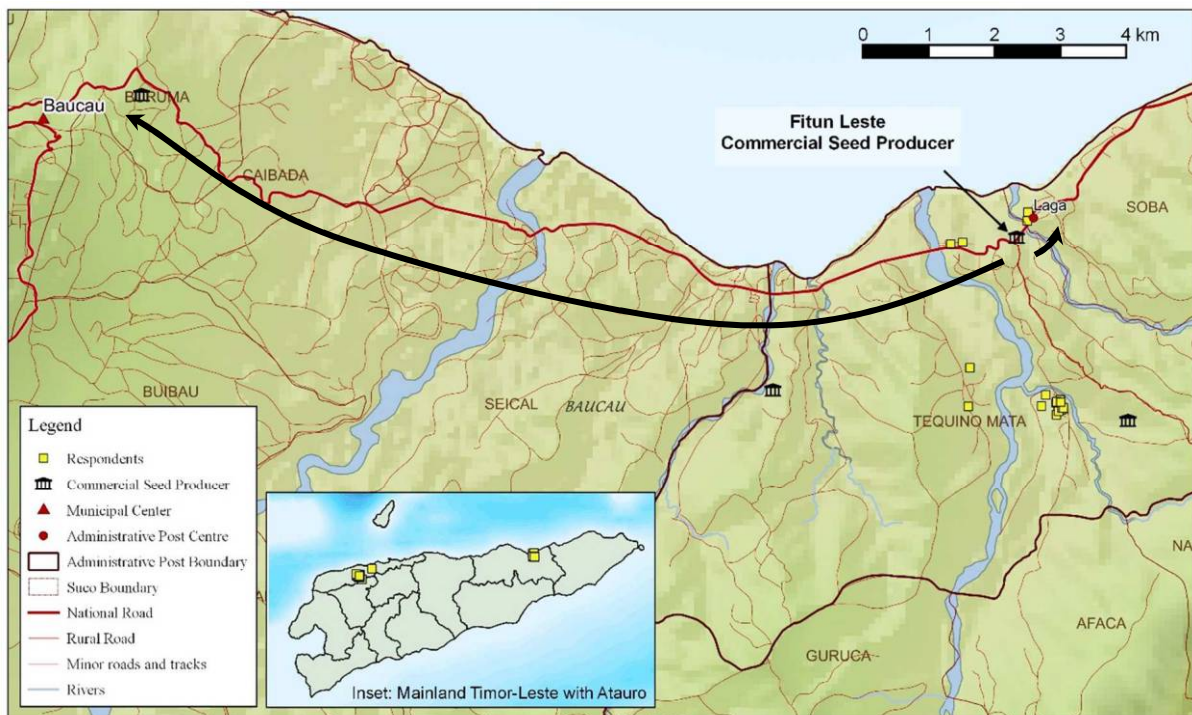 0 1 2 3 4 km
Baucau
BURUMA
Fitun Leste
Commercial Seed Producer
CAIBADA
Laga
SOBA
BUIBAU
SEICAL
BAUCAU
TEQUINO MATA
NA
AFACA
GURUCA
Legend
Respondents
Commercial Seed Producer
Municipal Center
Administrative Post Centre
Administrative Post Boundary
Suco Boundary
National Road
Rural Road
Minor roads and tracks
Rivers
Inset: Mainland Timor-Leste with Atauro